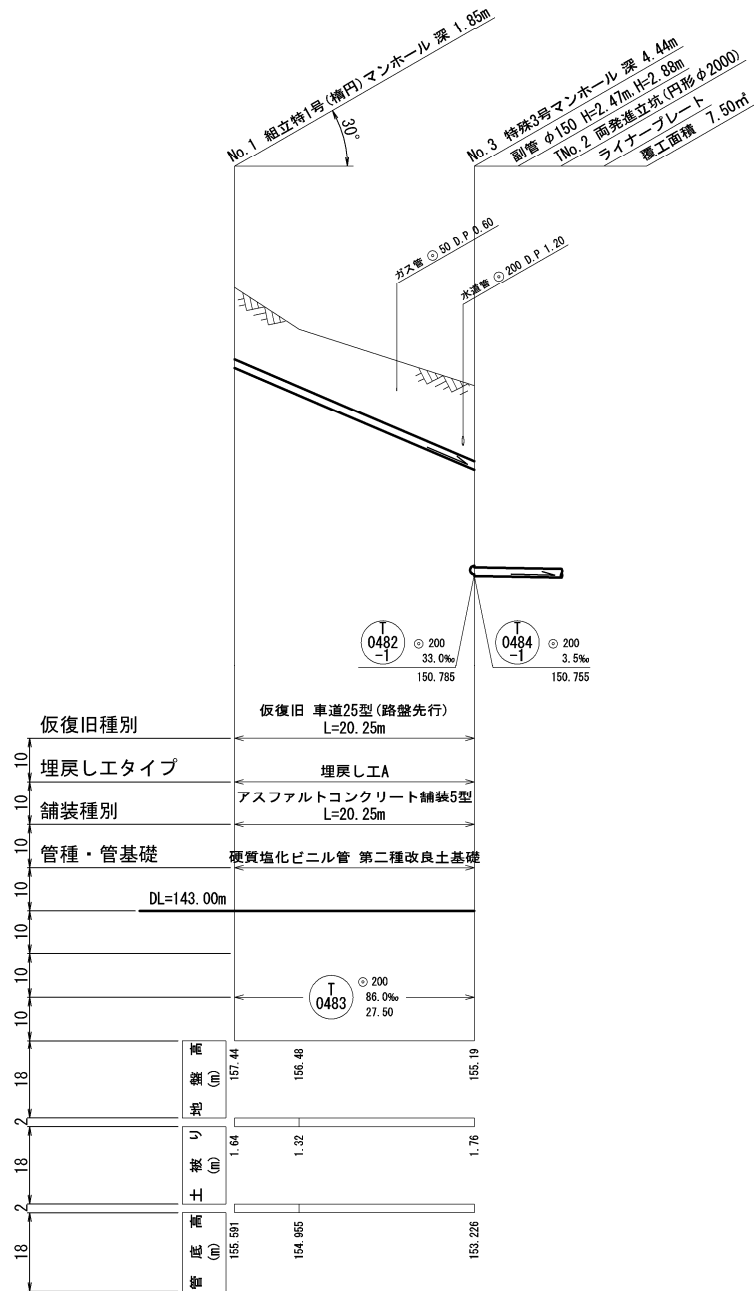 No.1 組立特1号(楕円)マンホール 深 1.85m
30°
No.3 特殊3号マンホール 深 4.44m
副管 φ150 H=2.47m,H=2.88m
TNo.2 両発進立坑(円形φ2000)
ライナープレート
覆工面積 7.50㎡
ガス管 ◎ 50 D.P 0.60
水道管 ◎ 200 D.P 1.20
T
0482
-1
◎ 200
33.0‰
150.785
T
0484
-1
◎ 200
3.5‰
150.755
仮復旧種別
仮復旧 車道25型(路盤先行)
L=20.25m
10
埋戻し工タイプ
埋戻し工A
10
舗装種別
アスファルトコンクリート舗装5型
L=20.25m
10
管種・管基礎
硬質塩化ビニル管 第二種改良土基礎
10
DL=143.00m
10
10
10
T
0483
◎ 200
86.0‰
27.50
18
地盤高
(m)
157.44
156.48
155.19
2
18
土被り
(m)
1.64
1.32
1.76
2
18
管底高
(m)
155.591
154.955
153.226